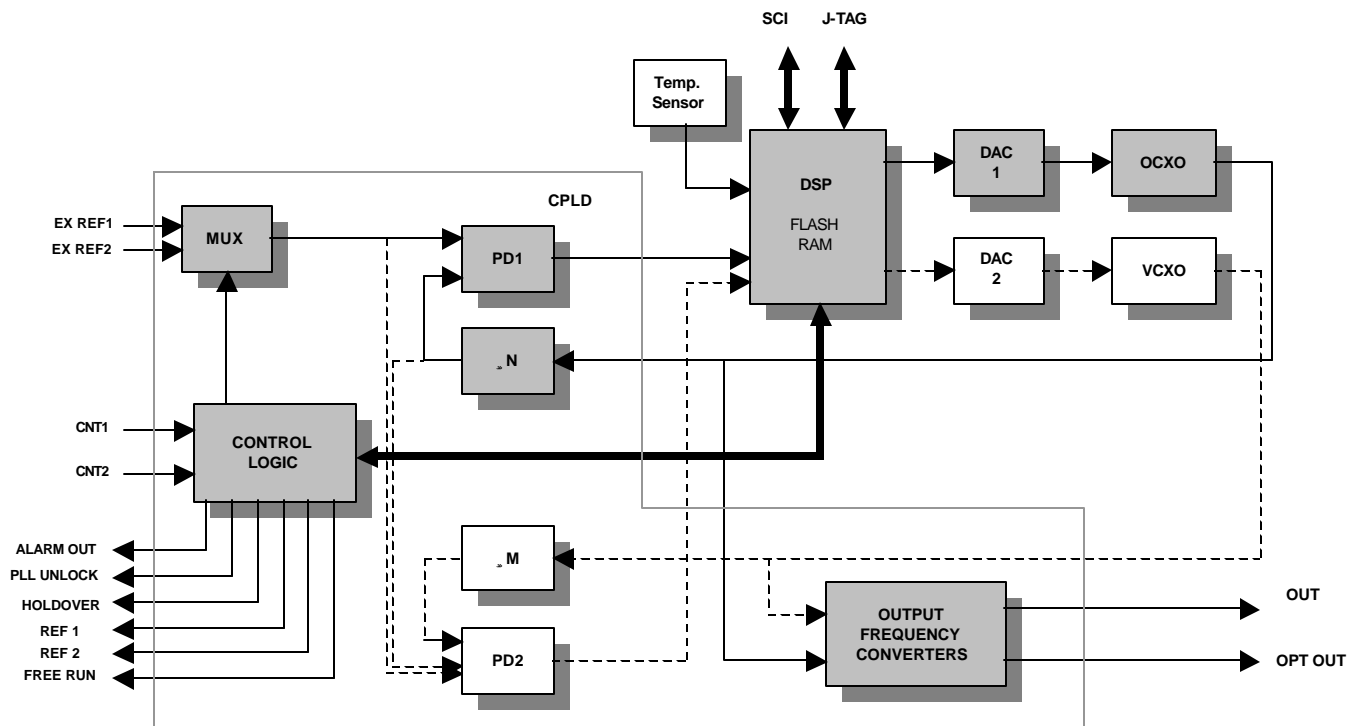 SCI
J-TAG
Temp.
Sensor
DSP
FLASH
RAM
DAC
1
OCXO
DAC
2
VCXO
CPLD
EX REF1
EX REF2
MUX
PD1
N
CNT1
CNT2
CONTROL
LOGIC
ALARM OUT
PLL UNLOCK
HOLDOVER
REF 1
REF 2
FREE RUN
M
PD2
OUTPUT
FREQUENCY
CONVERTERS
OUT
OPT OUT